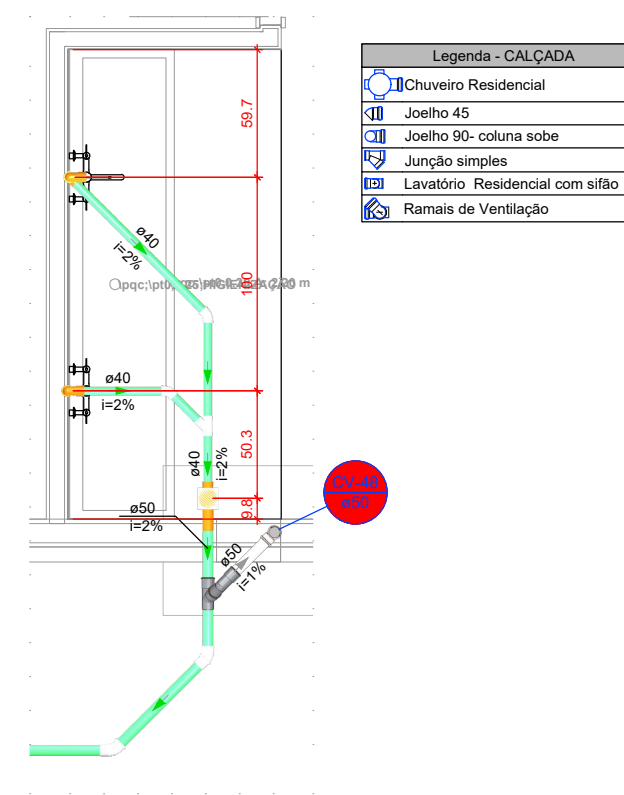 Legenda - CALÇADA
Chuveiro Residencial
Joelho 45
Joelho 90- coluna sobe
Junção simples
Lavatório Residencial com sifão
Ramais de Ventilação
59.7
ø40
i=2%
100
ø40
i=2%
50.3
ø40
i=2%
9.8
CV-48
ø50
ø50
i=2%
ø50
i=1%